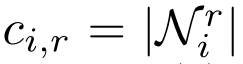 $c_{i,r} = |\mathcal{N}_i^r|$